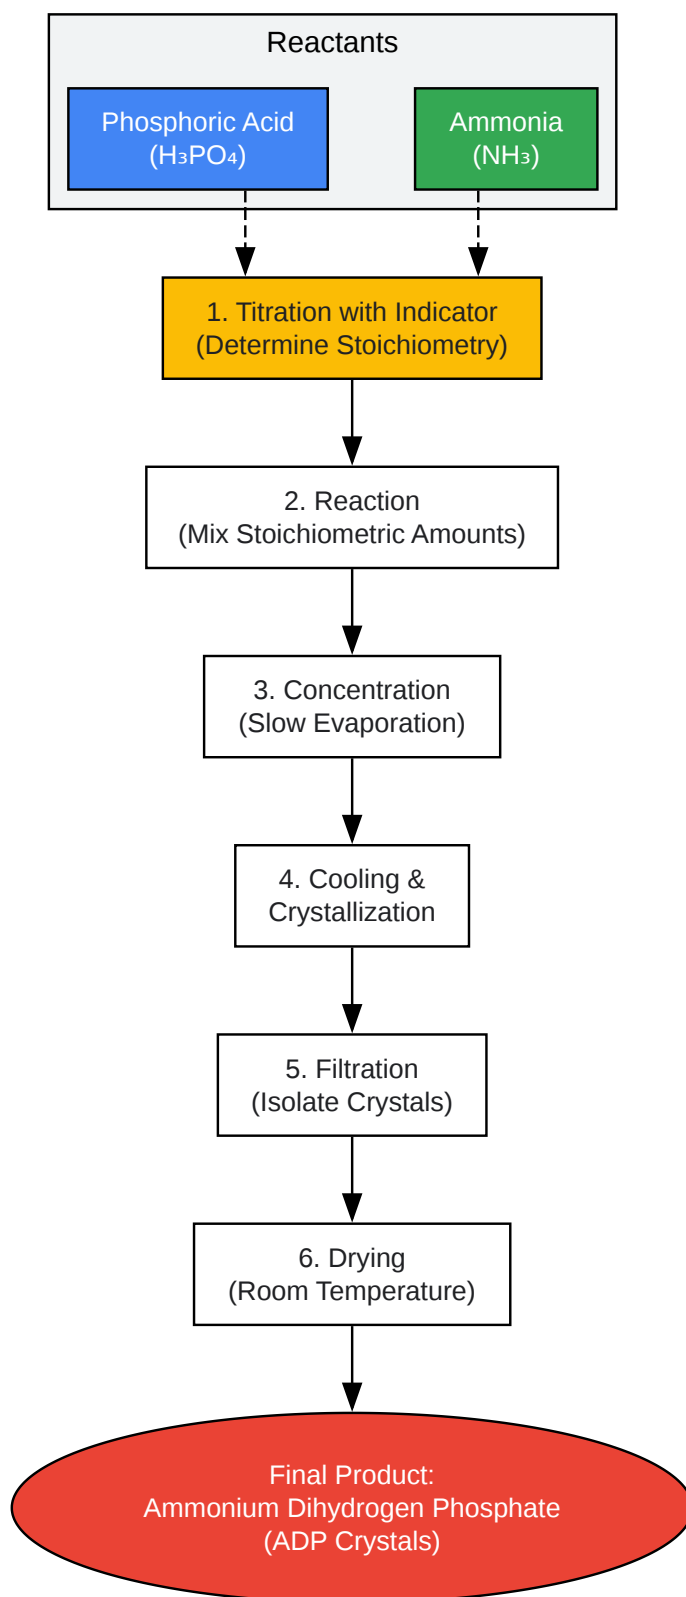 Reactants
Phosphoric Acid
(H₃PO₄)
Ammonia
(NH₃)
1. Titration with Indicator
(Determine Stoichiometry)
2. Reaction
(Mix Stoichiometric Amounts)
3. Concentration
(Slow Evaporation)
4. Cooling &
Crystallization
5. Filtration
(Isolate Crystals)
6. Drying
(Room Temperature)
Final Product:
Ammonium Dihydrogen Phosphate
(ADP Crystals)